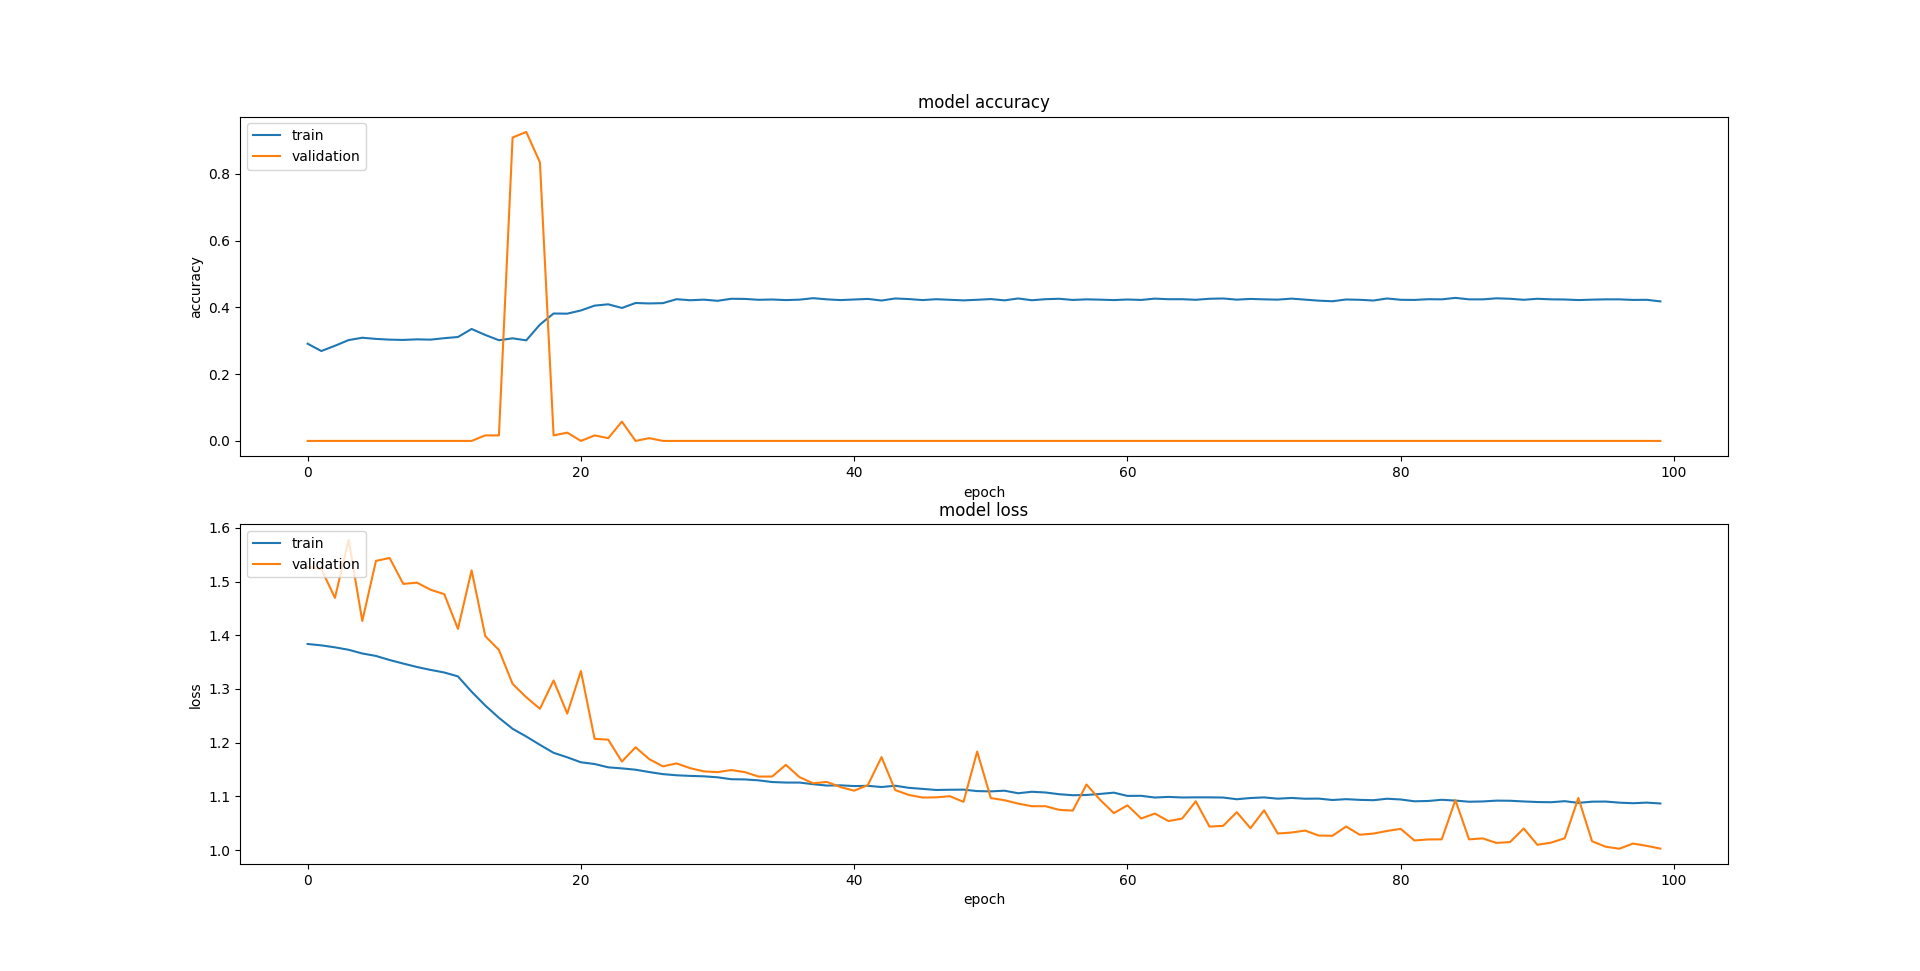 model accuracy
train
validation
0.8
0.6
0.4
0.2
0.0
accuracy
0 20 40 60 80 100
epoch
model loss
train
validation
1.6
1.5
1.4
1.3
1.2
1.1
1.0
loss
0 20 40 60 80 100
epoch